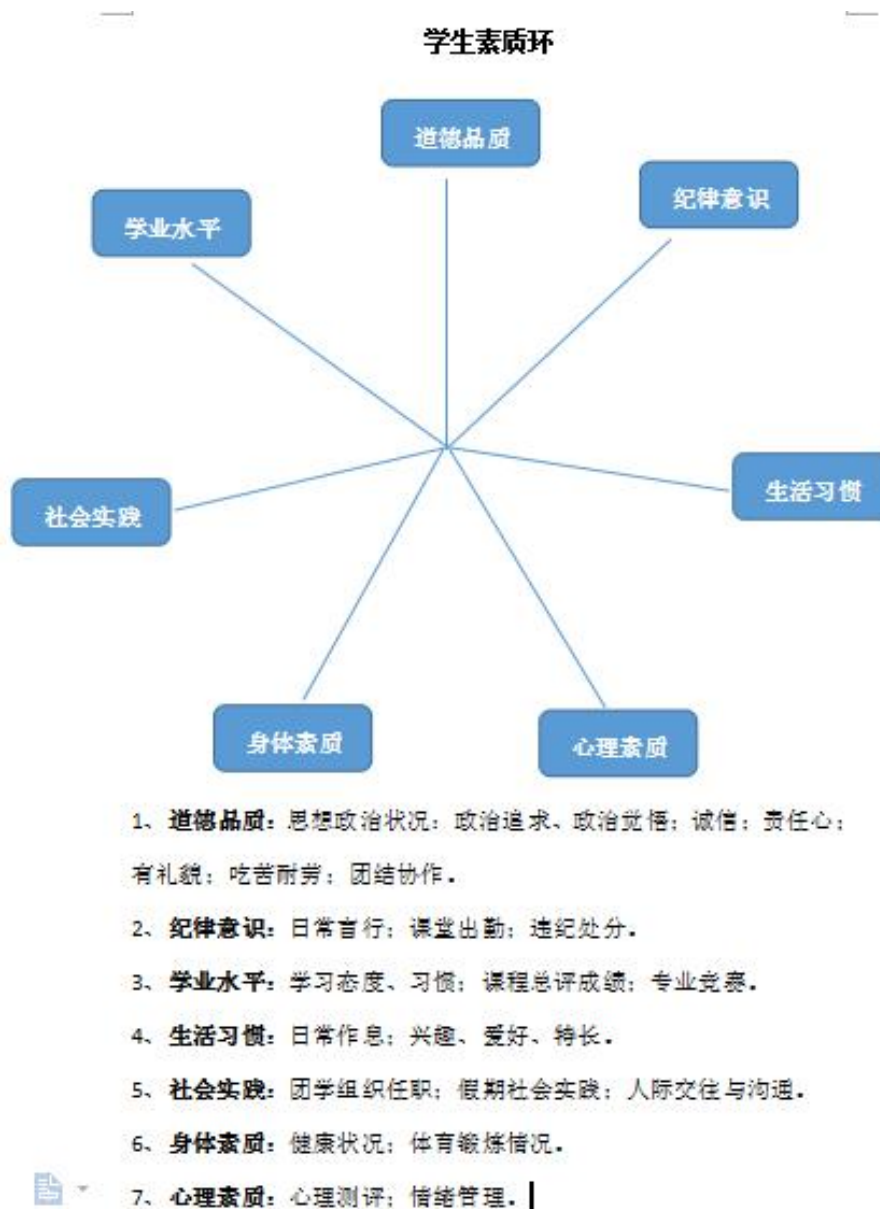 学生素质环
道德品质
纪律意识
学业水平
生活习惯
社会实践
身体素质
心理素质
1、道德品质：思想政治状况：政治追求、政治觉悟；诚信；责任心；
有礼貌；吃苦耐劳；团结协作。
2、纪律意识：日常言行；课堂出勤；违纪处分。
3、学业水平：学习态度、习惯；课程总评成绩；专业竞赛。
4、生活习惯：日常作息；兴趣、爱好、特长。
5、社会实践：团学组织任职；假期社会实践；人际交往与沟通。
6、身体素质：健康状况；体育锻炼情况。
7、心理素质：心理测评；情绪管理。